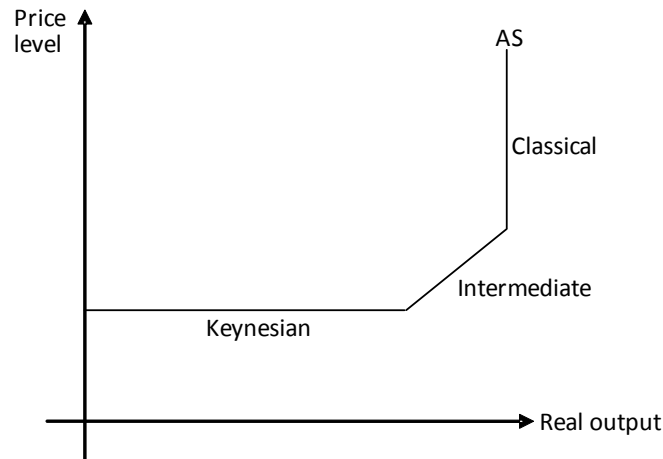 Price
level
AS
Classical
Intermediate
Keynesian
Real output